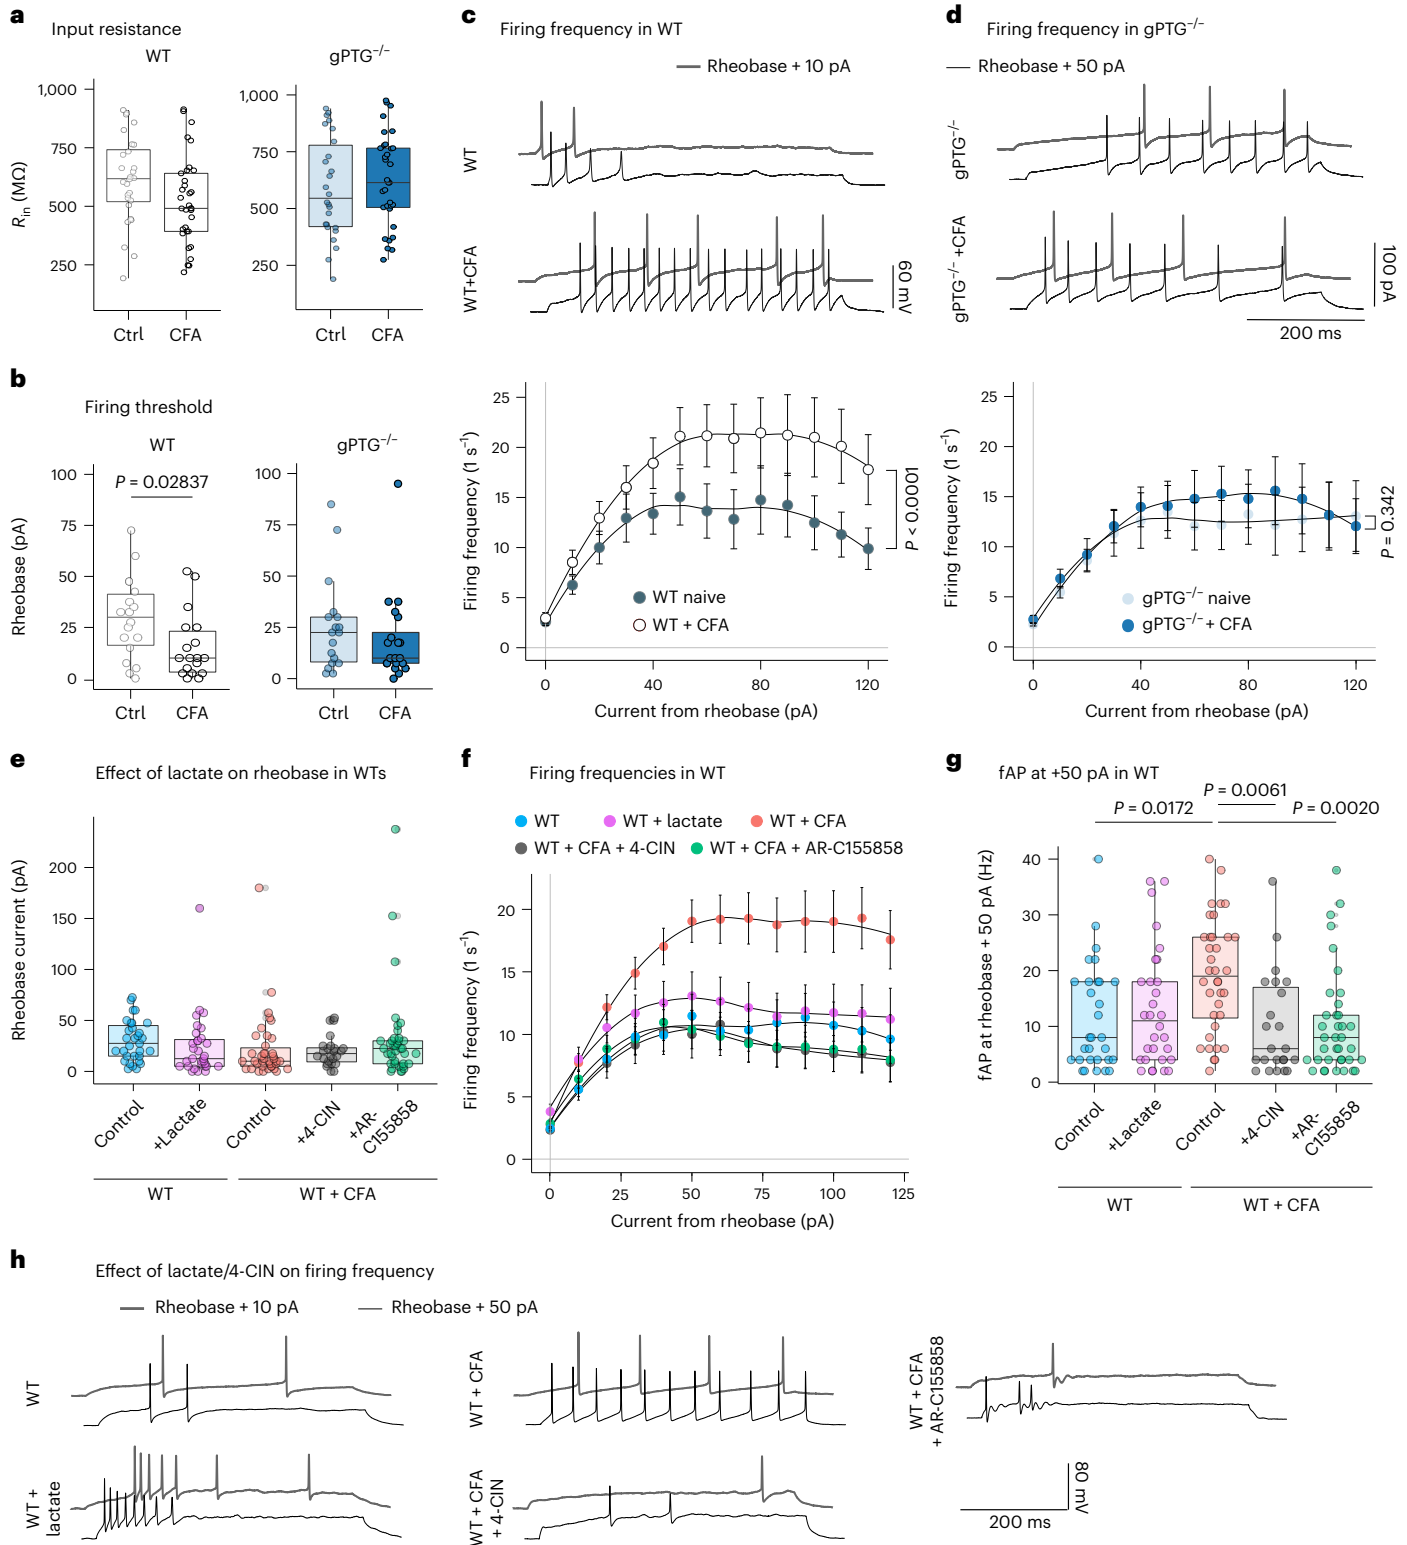 a
Input resistance
WT
gPTG−/−
Rin (MΩ)
1,000
750
500
250
Ctrl
CFA
1,000
750
500
250
Ctrl
CFA
b
Firing threshold
WT
gPTG−/−
P = 0.02837
Rheobase (pA)
100
75
50
25
0
Ctrl
CFA
100
75
50
25
0
Ctrl
CFA
c
Firing frequency in WT
Rheobase + 10 pA
WT
WT+CFA
60 mV
Firing frequency (1 s−1)
25
20
15
10
5
0
P < 0.0001
WT naive
WT + CFA
0
40
80
120
Current from rheobase (pA)
d
Firing frequency in gPTG−/−
Rheobase + 50 pA
gPTG−/−
gPTG−/− +CFA
100 pA
200 ms
Firing frequency (1 s−1)
25
20
15
10
5
0
P = 0.342
gPTG−/− naive
gPTG−/− + CFA
0
40
80
120
Current from rheobase (pA)
e
Effect of lactate on rheobase in WTs
Rheobase current (pA)
200
150
100
50
0
Control
+Lactate
Control
+4-CIN
+AR-
C155858
WT
WT + CFA
f
Firing frequencies in WT
WT
WT + lactate
WT + CFA
WT + CFA + 4-CIN
WT + CFA + AR-C155858
Firing frequency (1 s−1)
20
15
10
5
0
0
25
50
75
100
125
Current from rheobase (pA)
g
fAP at +50 pA in WT
P = 0.0061
P = 0.0172
P = 0.0020
fAP at rheobase + 50 pA (Hz)
40
30
20
10
0
Control
+Lactate
Control
+4-CIN
+AR-
C155858
WT
WT + CFA
h
Effect of lactate/4-CIN on firing frequency
Rheobase + 10 pA
Rheobase + 50 pA
WT
WT +
lactate
WT + CFA
WT + CFA
+ 4-CIN
WT + CFA
+ AR-C155858
80 mV
200 ms